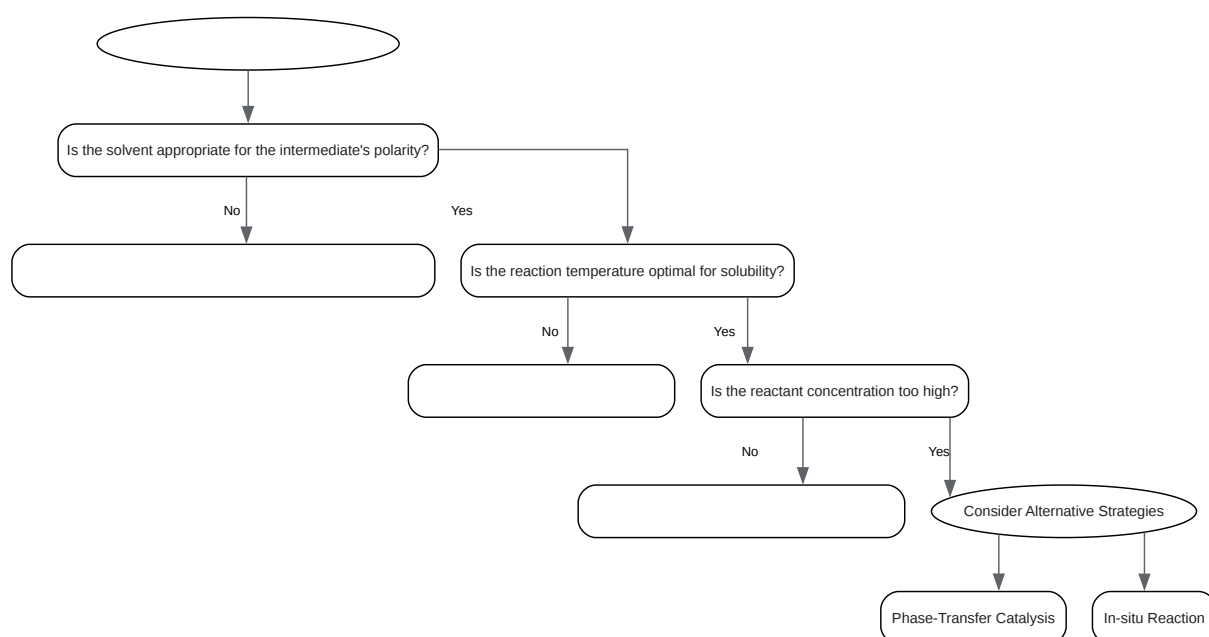 Is the solvent appropriate for the intermediate's polarity?
No
Yes
Is the reaction temperature optimal for solubility?
No
Yes
Is the reactant concentration too high?
No
Yes
Consider Alternative Strategies
Phase-Transfer Catalysis
In-situ Reaction